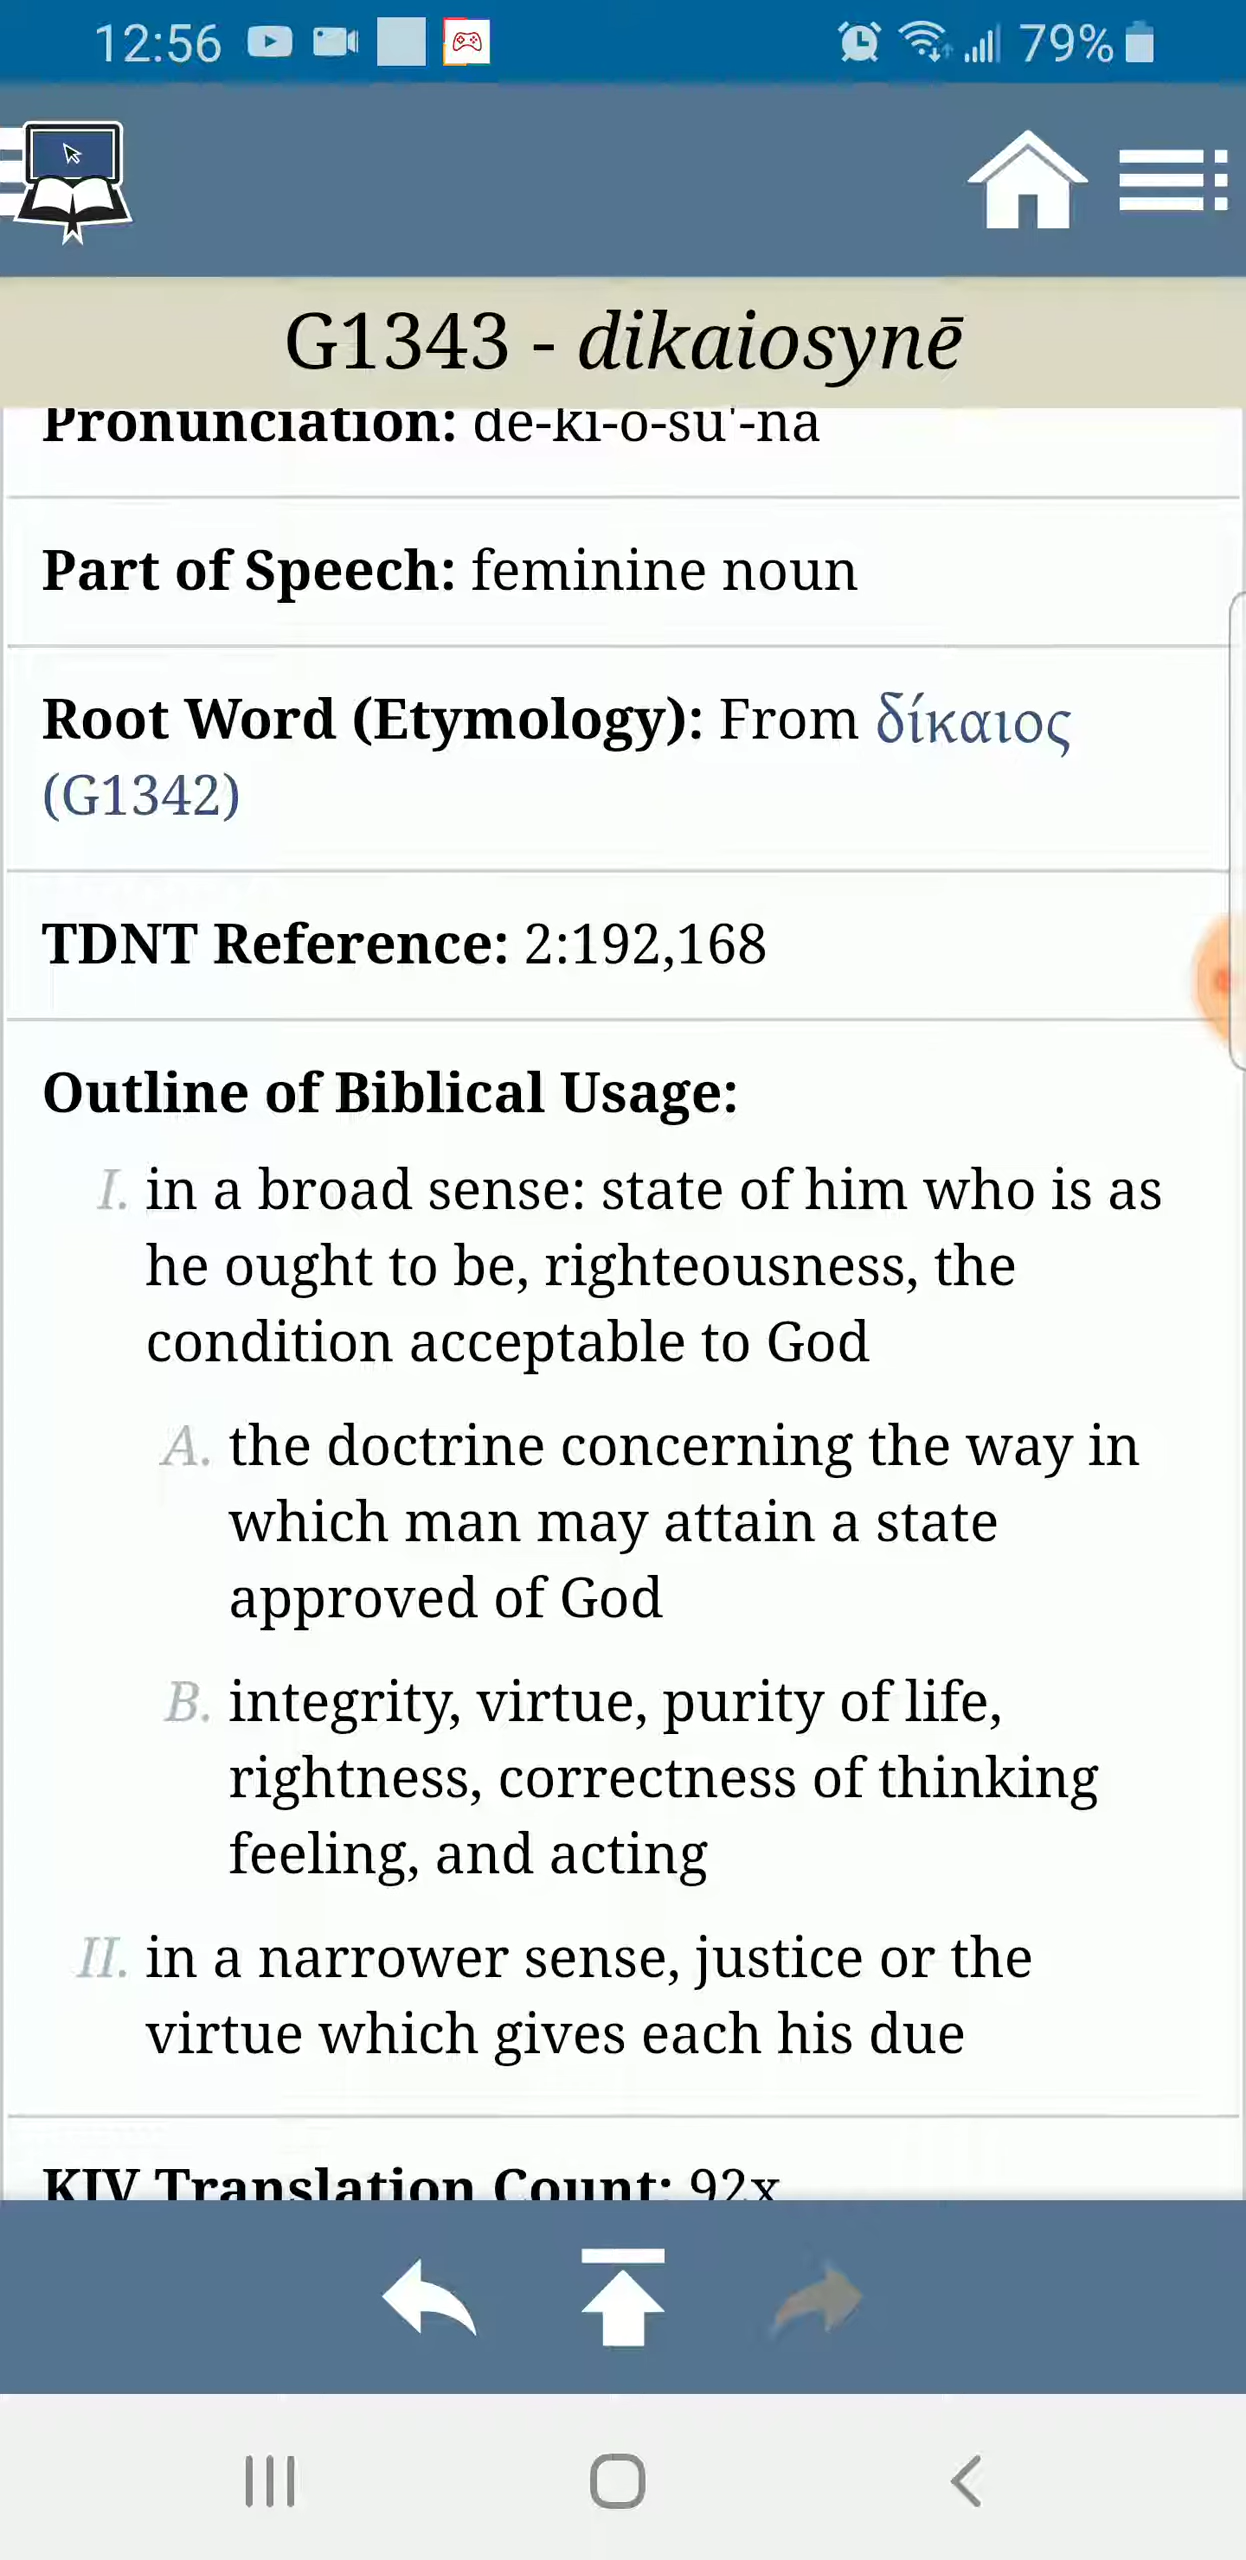 12:56
79%
G1343 - dikaiosynē
Pronunciation: de-kī-o-su'-na
Part of Speech: feminine noun
Root Word (Etymology): From δίκαιος
(G1342)
TDNT Reference: 2:192,168
Outline of Biblical Usage:
I. in a broad sense: state of him who is as
he ought to be, righteousness, the
condition acceptable to God
A. the doctrine concerning the way in
which man may attain a state
approved of God
B. integrity, virtue, purity of life,
rightness, correctness of thinking
feeling, and acting
II. in a narrower sense, justice or the
virtue which gives each his due
KJV Translation Count: 92x